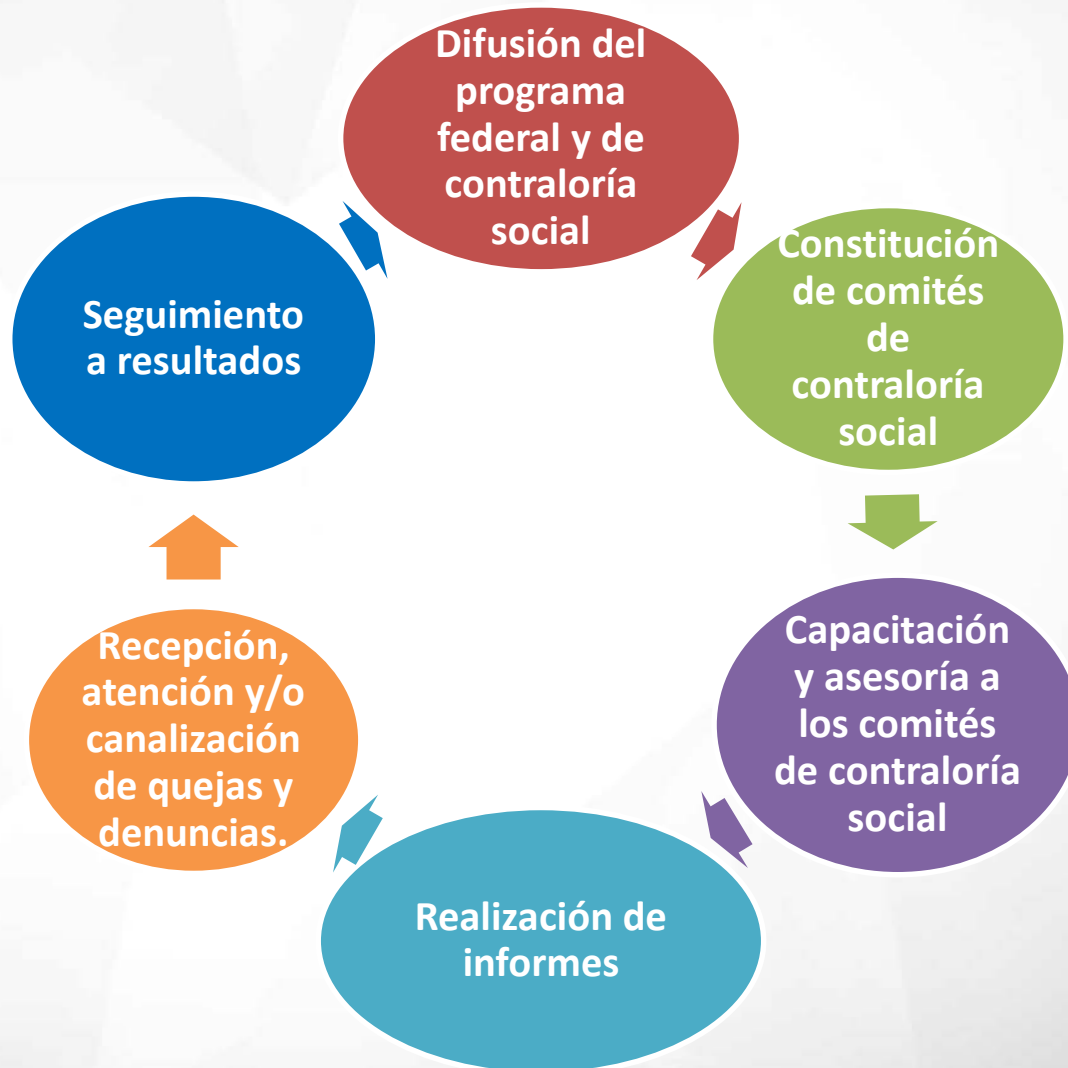 Difusión del
programa
federal y de
contraloría
social
Constitución
de comités
de
contraloría
social
Capacitación
y asesoría a
los comités
de contraloría
social
Realización de
informes
Recepción,
atención y/o
canalización
de quejas y
denuncias.
Seguimiento
a resultados